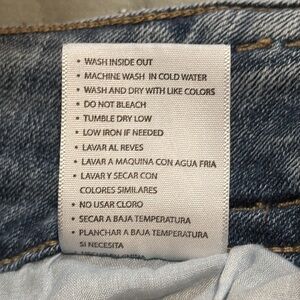 • WASH INSIDE OUT
• MACHINE WASH IN COLD WATER
• WASH AND DRY WITH LIKE COLORS
• DO NOT BLEACH
• TUMBLE DRY LOW
• LOW IRON IF NEEDED
• LAVAR AL REVES
• LAVAR A MAQUINA CON AGUA FRIA
• LAVAR Y SECAR CON
COLORES SIMILARES
• NO USAR CLORO
• SECAR A BAJA TEMPERATURA
• PLANCHAR A BAJA TEMPERATURA
SI NECESITA